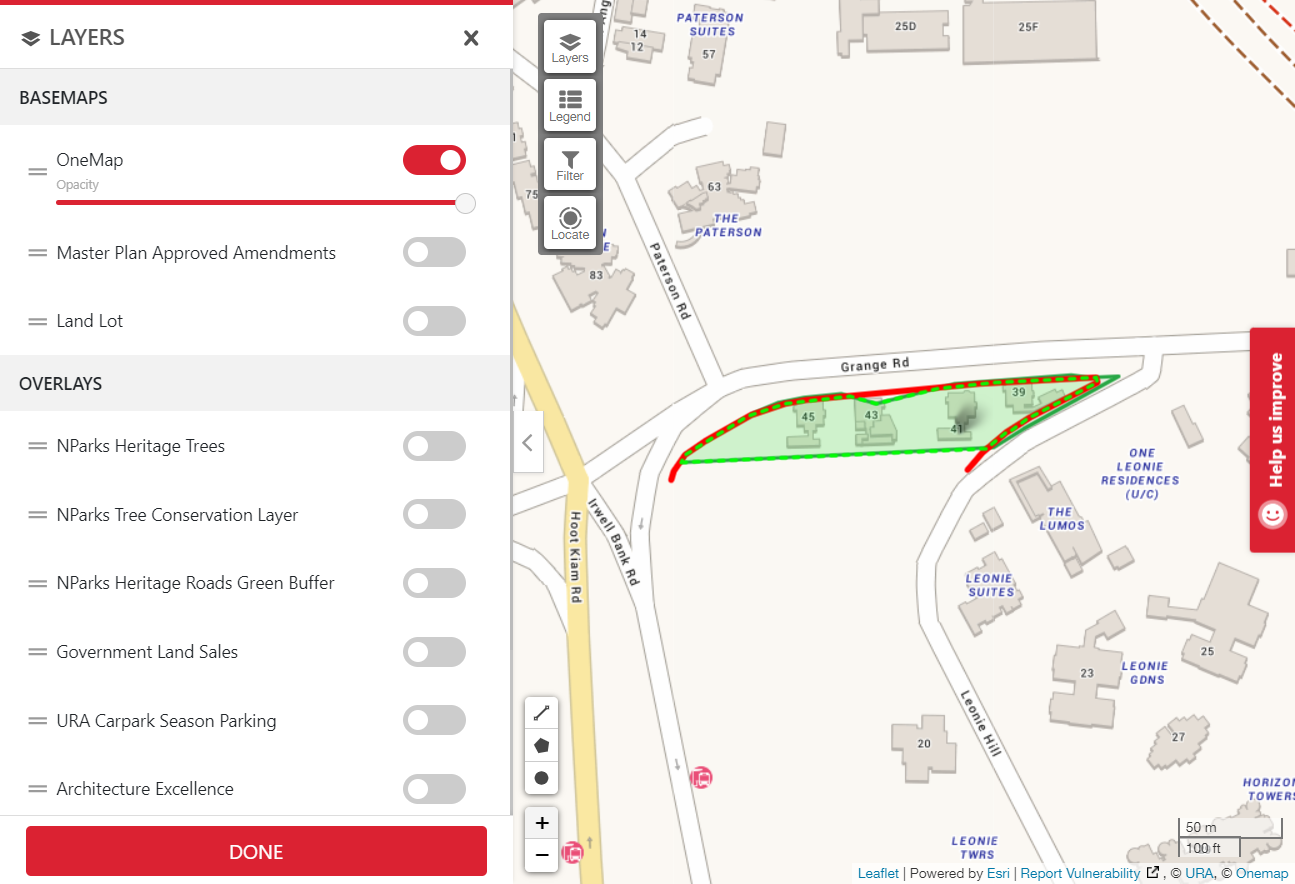 LAYERS
BASEMAPS
OneMap
Opacity
Master Plan Approved Amendments
Land Lot
OVERLAYS
NParks Heritage Trees
NParks Tree Conservation Layer
NParks Heritage Roads Green Buffer
Government Land Sales
URA Carpark Season Parking
Architecture Excellence
DONE
Layers
Legend
Filter
Locate
14
12
PATERSON
SUITES
57
25D
25F
75
63
THE
PATERSON
83
Paterson Rd
Grange Rd
45
43
41
39
Help us improve
ONE
LEONIE
RESIDENCES
(U/C)
THE
LUMOS
Hoot Kiam Rd
Irwell Bank Rd
LEONIE
SUITES
25
23
LEONIE
GDNS
Leonie Hill
20
27
HORIZON
TOWERS
LEONIE
TWRS
+
−
50 m
100 ft
Leaflet | Powered by Esri | Report Vulnerability , © URA, © Onemap